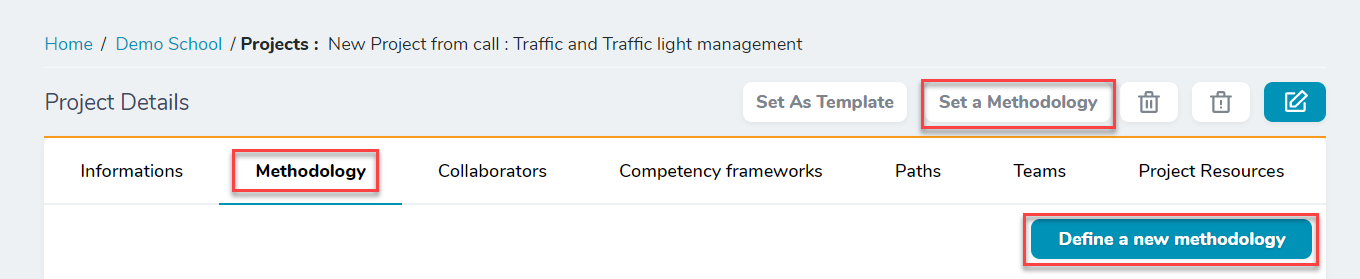 Home / Demo School / Projects : New Project from call : Traffic and Traffic light management
Project Details Set As Template Set a Methodology
Informations Methodology Collaborators Competency frameworks Paths Teams Project Resources
Define a new methodology